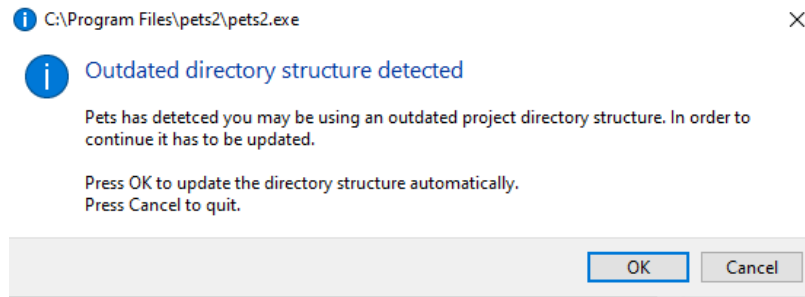 C:\Program Files\pets2\pets2.exe
Outdated directory structure detected
Pets has detetced you may be using an outdated project directory structure. In order to
continue it has to be updated.
Press OK to update the directory structure automatically.
Press Cancel to quit.
OK Cancel